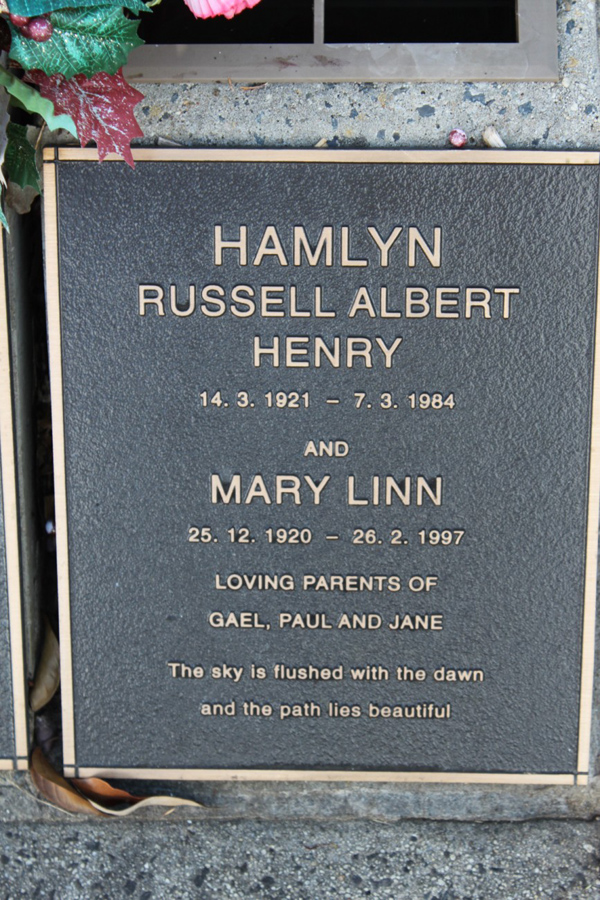 HAMLYN
RUSSELL ALBERT
HENRY
14. 3. 1921 – 7. 3. 1984
AND
MARY LINN
25. 12. 1920 – 26. 2. 1997
LOVING PARENTS OF
GAEL, PAUL AND JANE
The sky is flushed with the dawn
and the path lies beautiful